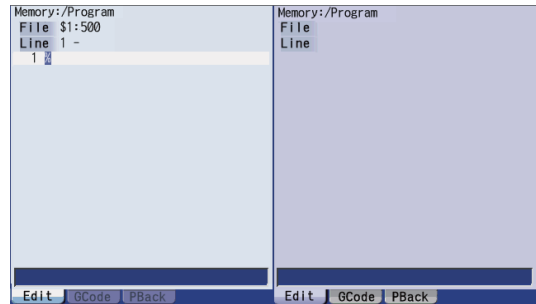 Memory:/Program
File $1:500
Line 1 -
1 %
Edit GCode PBack
Memory:/Program
File
Line
Edit GCode PBack